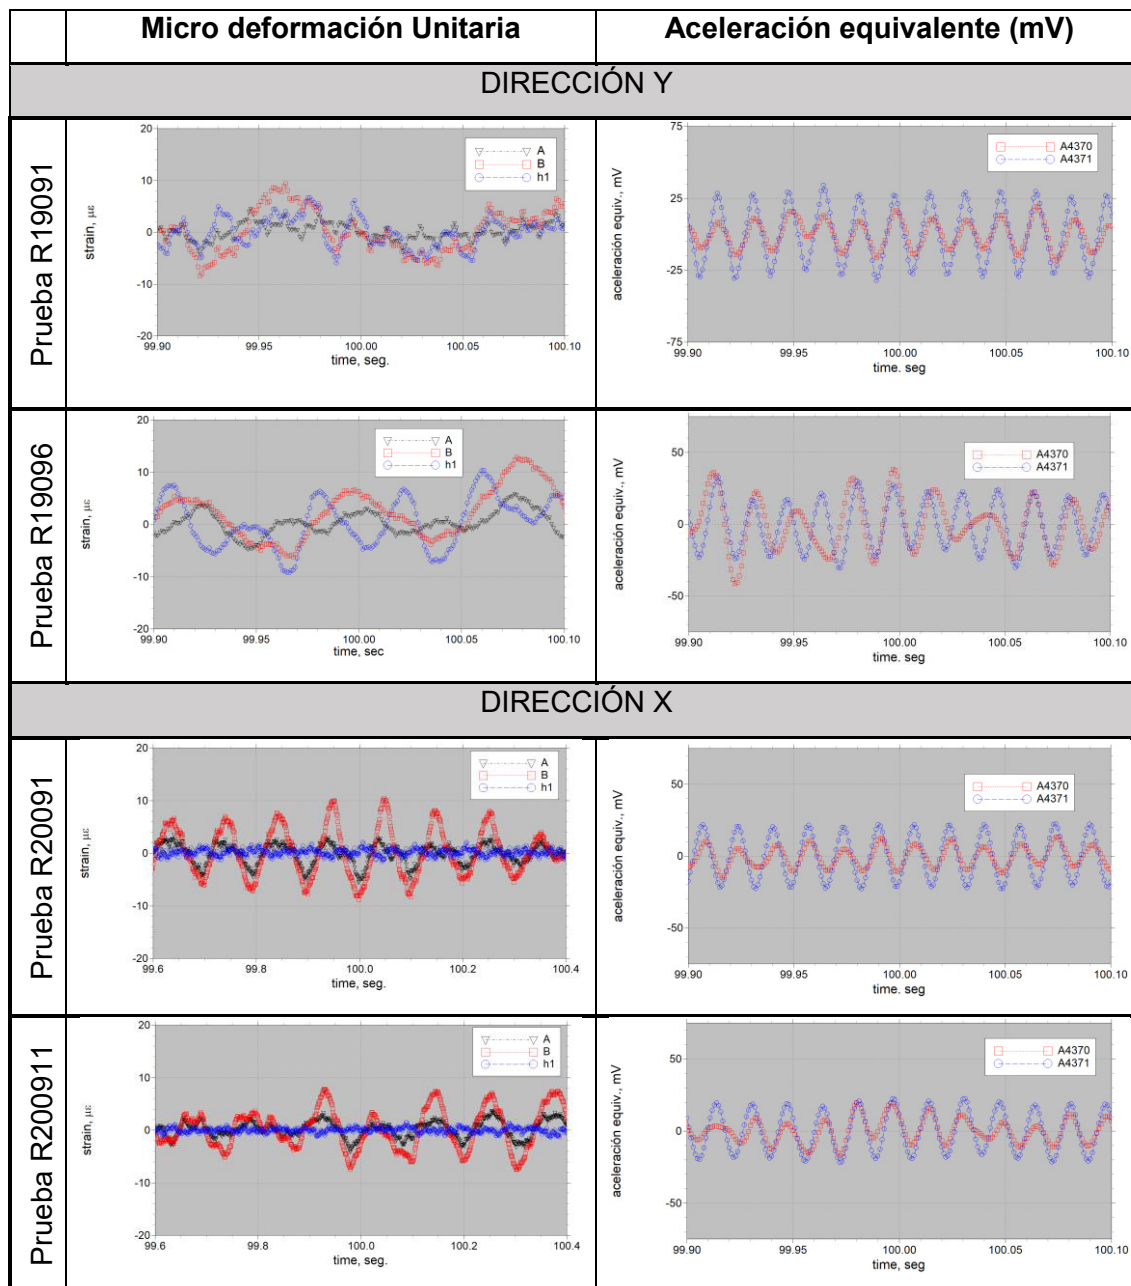 Micro deformación Unitaria
Aceleración equivalente (mV)
DIRECCIÓN Y
Prueba R19091
20
10
0
-10
-20
99.90
99.95
100.00
100.05
100.10
strain, µε
time, seg.
A
B
h1
75
25
-25
-75
99.90
99.95
100.00
100.05
100.10
aceleración equiv., mV
time. seg
A4370
A4371
Prueba R19096
20
10
0
-10
-20
99.90
99.95
100.00
100.05
100.10
strain, µε
time, sec
A
B
h1
50
0
-50
99.90
99.95
100.00
100.05
100.10
aceleración equiv., mV
time. seg
A4370
A4371
DIRECCIÓN X
Prueba R20091
20
10
0
-10
-20
99.6
99.8
100.0
100.2
100.4
strain, µε
time, seg.
A
B
h1
50
0
-50
99.90
99.95
100.00
100.05
100.10
aceleración equiv., mV
time. seg
A4370
A4371
Prueba R200911
20
10
0
-10
-20
99.6
99.8
100.0
100.2
100.4
strain, µε
time, seg.
A
B
h1
50
0
-50
99.90
99.95
100.00
100.05
100.10
aceleración equiv., mV
time, seg
A4370
A4371